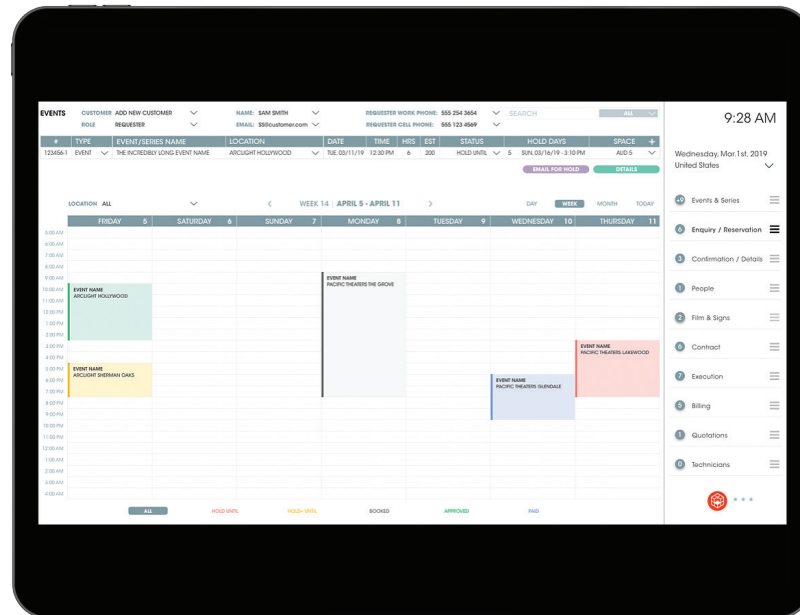 EVENTS CUSTOMER ADD NEW CUSTOMER NAME: SAM SMITH REQUESTER WORK PHONE: 555 254 3654 SEARCH ALL
ROLE REQUESTER EMAIL: SS@customer.com REQUESTER CELL PHONE: 555 123 4569
# TYPE EVENT/SERIES NAME LOCATION DATE TIME HRS EST STATUS HOLD DAYS SPACE +
123456-1 EVENT THE INCREDIBLY LONG EVENT NAME ARCLIGHT HOLLYWOOD TUE. 03/11/19 12:30 PM 6 200 HOLD UNTIL 5 SUN. 03/16/19 - 3:10 PM AUD 5
EMAIL FOR HOLD DETAILS
LOCATION ALL < WEEK 14 | APRIL 5 - APRIL 11 > DAY WEEK MONTH TODAY
FRIDAY 5 SATURDAY 6 SUNDAY 7 MONDAY 8 TUESDAY 9 WEDNESDAY 10 THURSDAY 11
5:00 AM
6:00 AM
7:00 AM
8:00 AM
9:00 AM
EVENT NAME
PACIFIC THEATERS THE GROVE
10:00 AM
EVENT NAME
ARCLIGHT HOLLYWOOD
11:00 AM
12:00 PM
1:00 PM
2:00 PM
3:00 PM
EVENT NAME
PACIFIC THEATERS LAKEWOOD
4:00 PM
5:00 PM
EVENT NAME
ARCLIGHT SHERMAN OAKS
6:00 PM
EVENT NAME
PACIFIC THEATERS GLENDALE
7:00 PM
8:00 PM
9:00 PM
10:00 PM
11:00 PM
12:00 AM
1:00 AM
2:00 AM
3:00 AM
4:00 AM
ALL HOLD UNTIL HOLD+ UNTIL BOOKED APPROVED PAID
9:28 AM
Wednesday, Mar.1st, 2019
United States
+9 Events & Series
6 Enquiry / Reservation
3 Confirmation / Details
1 People
2 Film & Signs
6 Contract
7 Execution
5 Billing
1 Quotations
0 Technicians